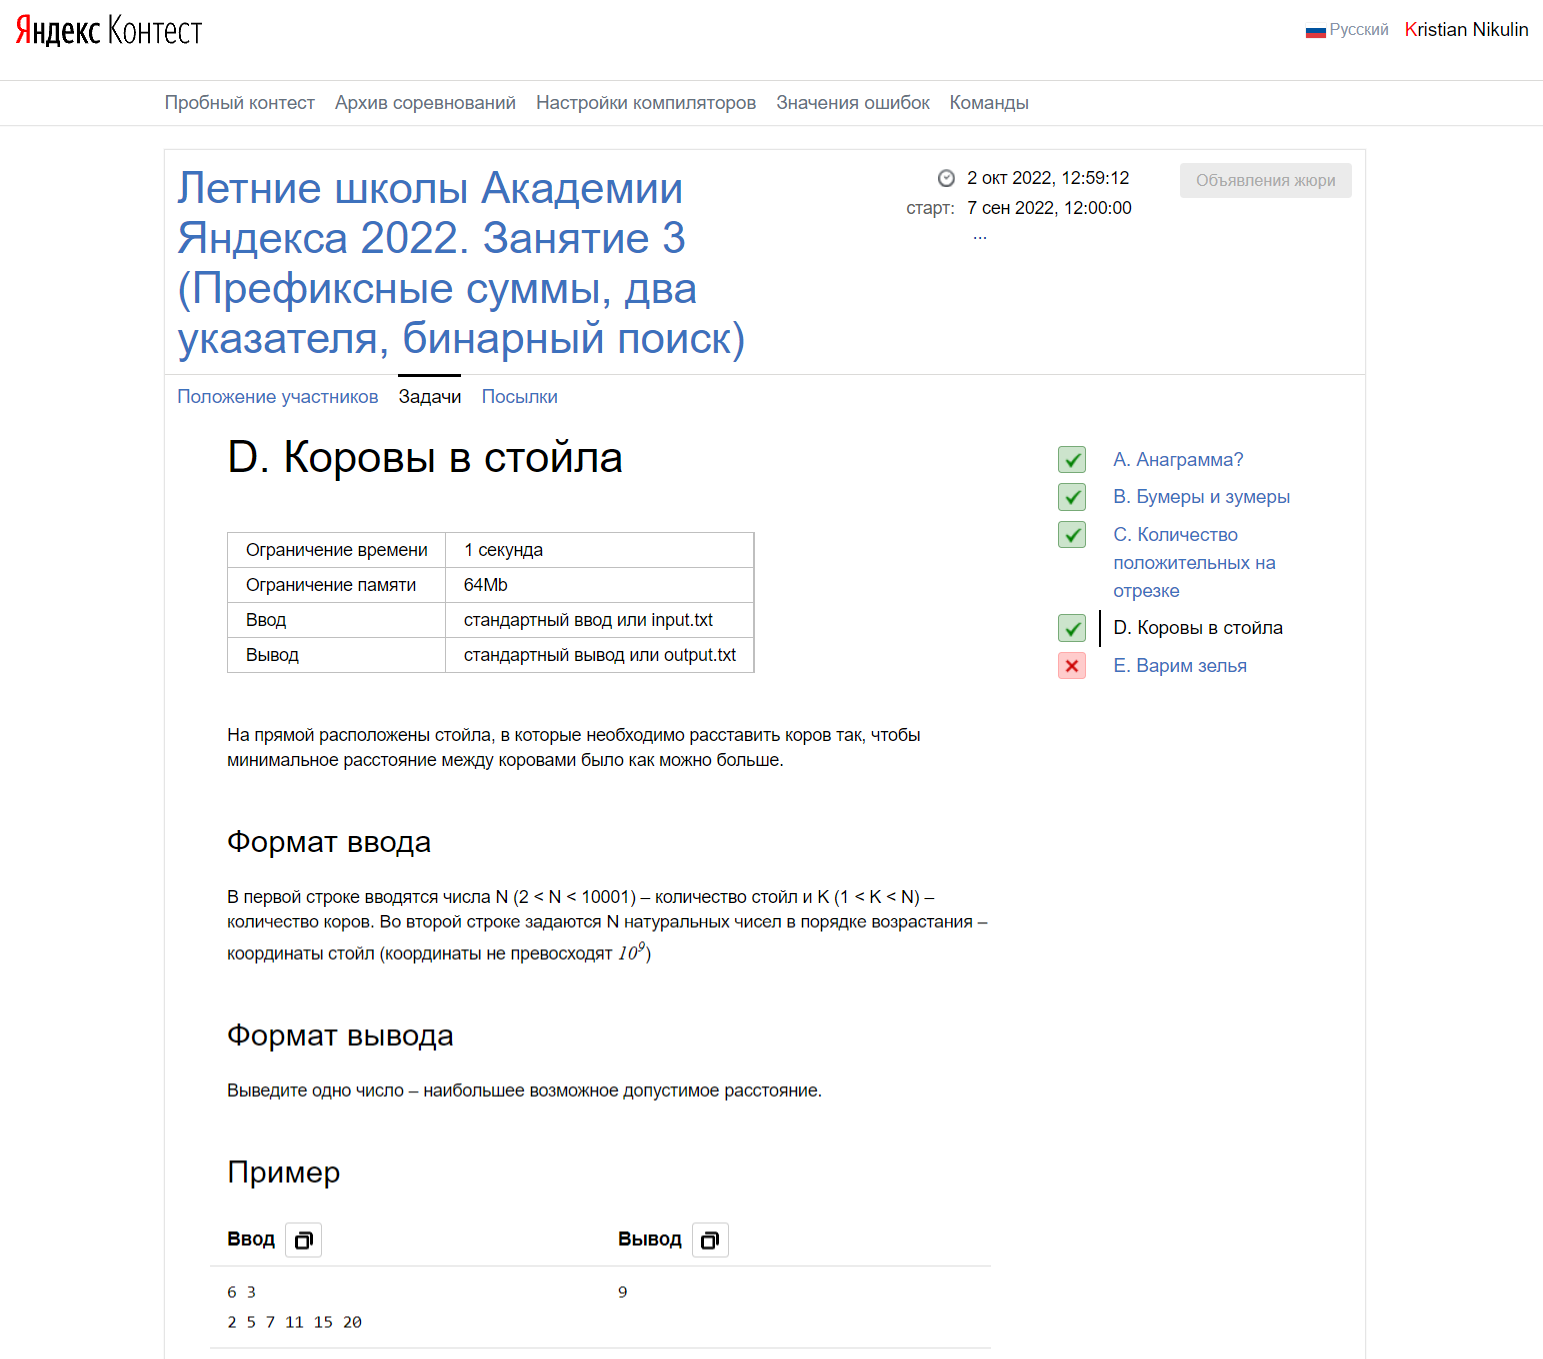 Яндекс Контест
Русский Kristian Nikulin
Пробный контест Архив соревнований Настройки компиляторов Значения ошибок Команды
Летние школы Академии
Яндекса 2022. Занятие 3
(Префиксные суммы, два
указателя, бинарный поиск)
2 окт 2022, 12:59:12
старт: 7 сен 2022, 12:00:00
...
Объявления жюри
Положение участников Задачи Посылки
D. Коровы в стойла
Ограничение времени 1 секунда
Ограничение памяти 64Mb
Ввод стандартный ввод или input.txt
Вывод стандартный вывод или output.txt
A. Анаграмма?
B. Бумеры и зумеры
C. Количество
положительных на
отрезке
D. Коровы в стойла
E. Варим зелья
На прямой расположены стойла, в которые необходимо расставить коров так, чтобы
минимальное расстояние между коровами было как можно больше.
Формат ввода
В первой строке вводятся числа N (2 < N < 10001) – количество стойл и K (1 < K < N) –
количество коров. Во второй строке задаются N натуральных чисел в порядке возрастания –
координаты стойл (координаты не превосходят 10⁹)
Формат вывода
Выведите одно число – наибольшее возможное допустимое расстояние.
Пример
Ввод Вывод
6 3 9
2 5 7 11 15 20